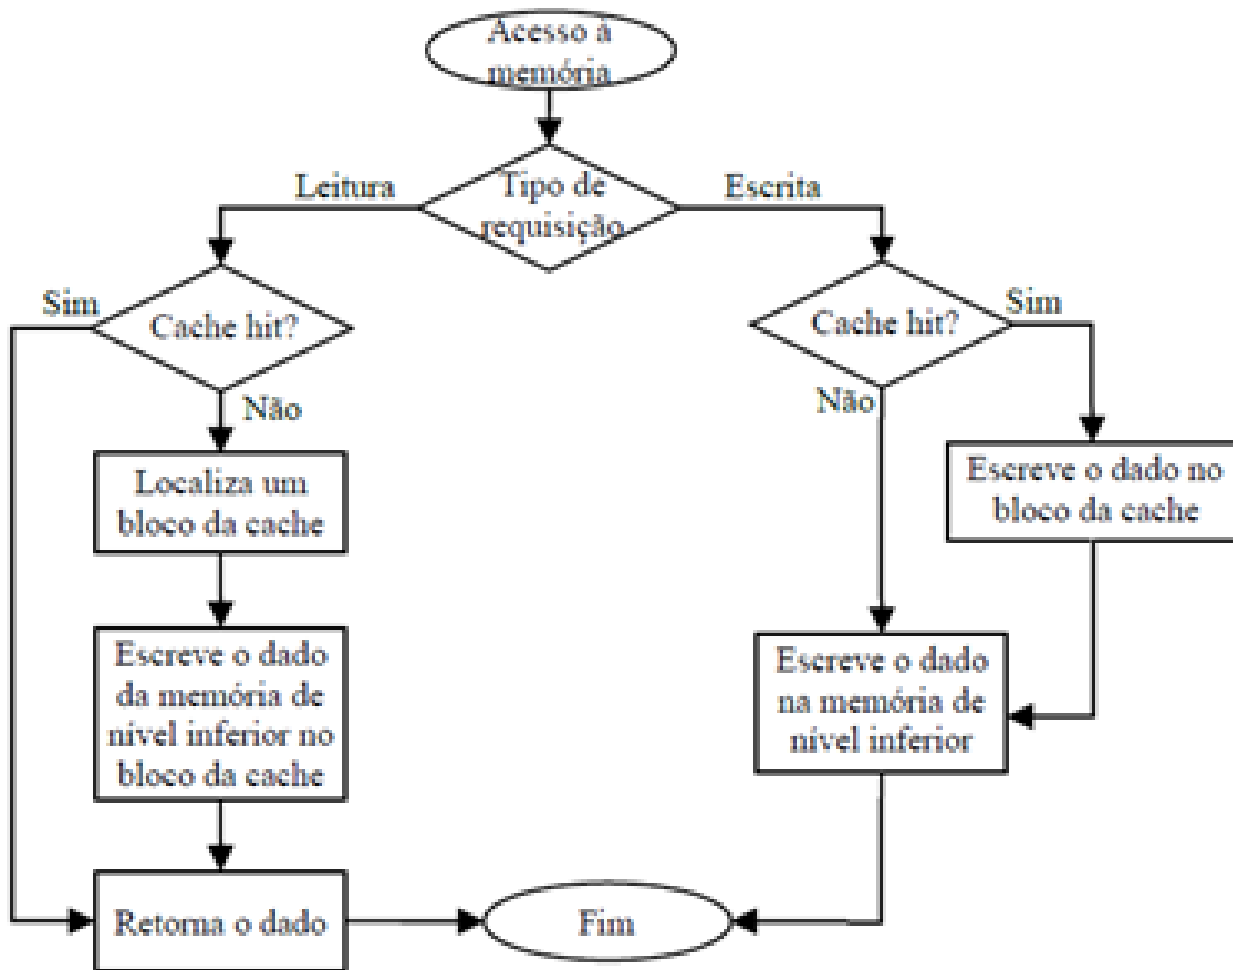 Acesso à
memória
Tipo de
requisição
Leitura
Escrita
Cache hit?
Sim
Não
Cache hit?
Sim
Não
Localiza um
bloco da cache
Escreve o dado no
bloco da cache
Escreve o dado
da memória de
nível inferior no
bloco da cache
Escreve o dado
na memória de
nível inferior
Retorna o dado
Fim